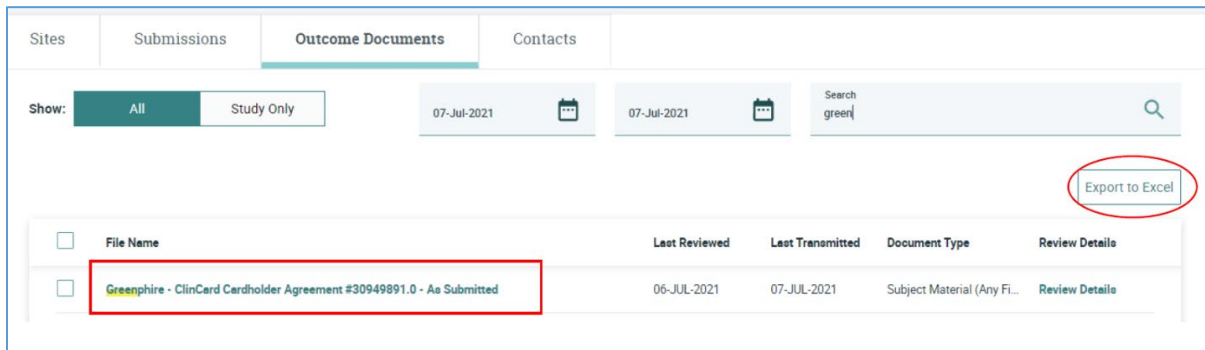 Sites Submissions Outcome Documents Contacts
Show: All Study Only 07-Jul-2021 07-Jul-2021 Search
green
Export to Excel
File Name Last Reviewed Last Transmitted Document Type Review Details
Greenphire - ClinCard Cardholder Agreement #30949891.0 - As Submitted 06-JUL-2021 07-JUL-2021 Subject Material (Any Fi... Review Details